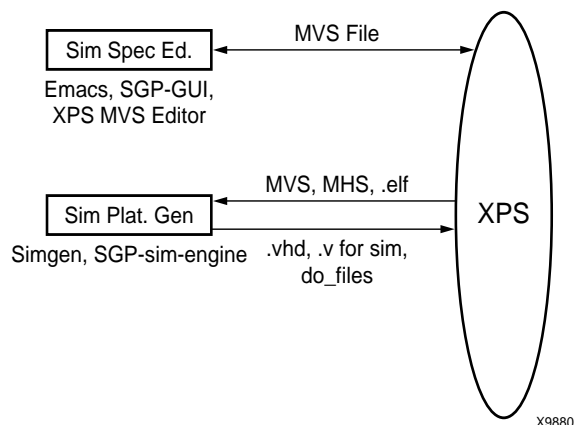 MVS File
Sim Spec Ed.
Emacs, SGP-GUI,
XPS MVS Editor
MVS, MHS, .elf
XPS
Sim Plat. Gen
Simgen, SGP-sim-engine
.vhd, .v for sim,
do_files
X9880